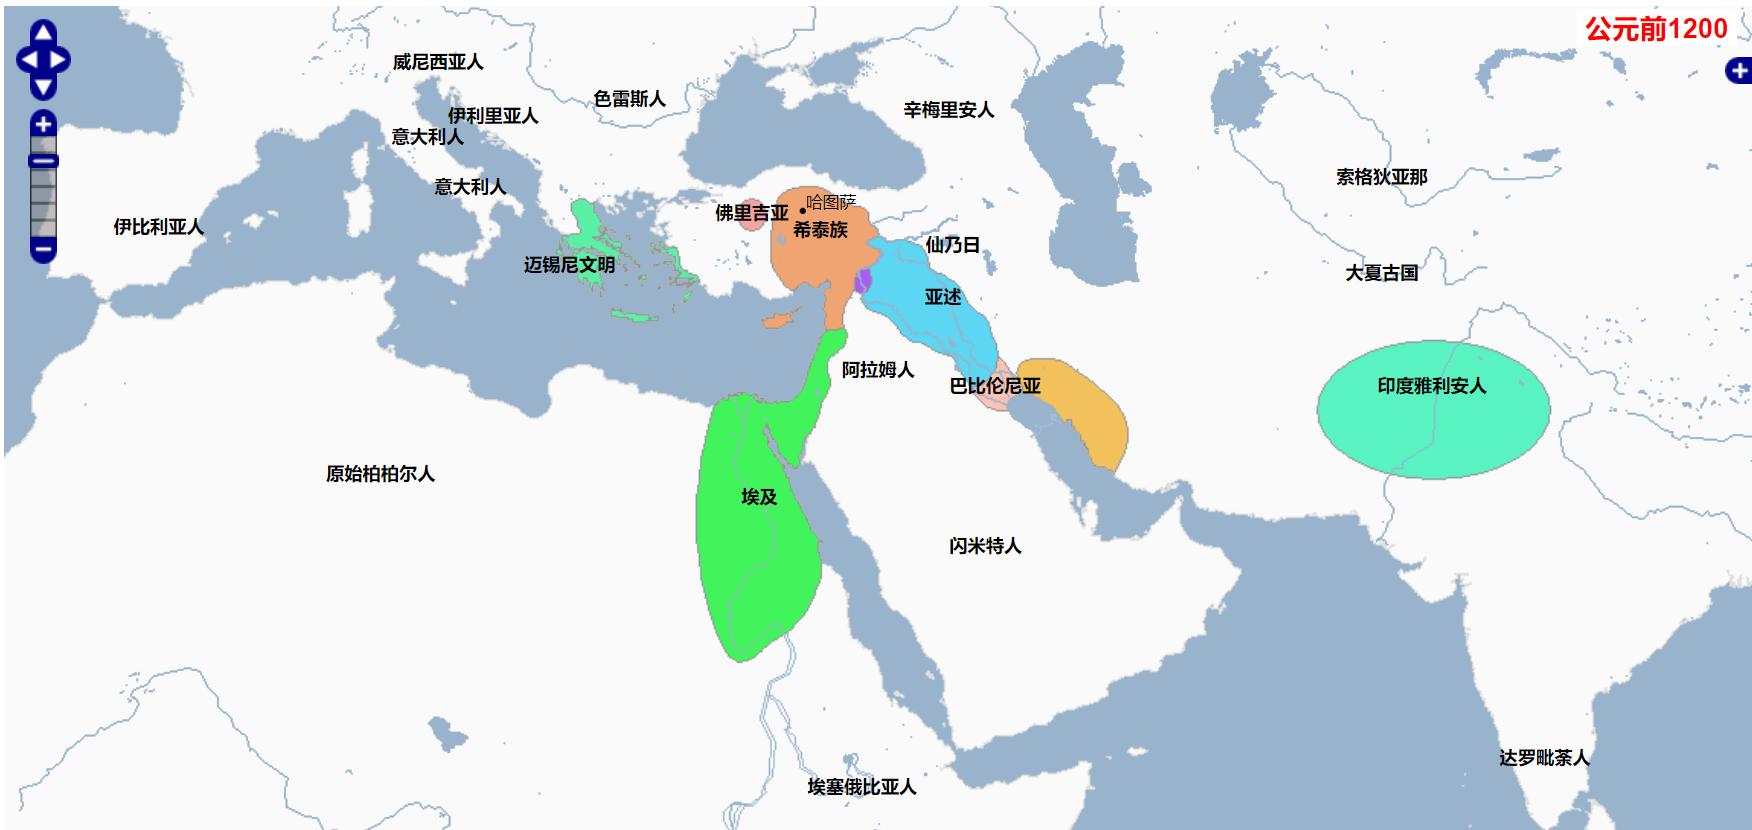 公元前1200
威尼西亚人
色雷斯人
辛梅里安人
伊利里亚人
意大利人
索格狄亚那
意大利人
哈图萨
佛里吉亚
伊比利亚人
希泰族
仙乃日
迈锡尼文明
大夏古国
亚述
阿拉姆人
巴比伦尼亚
印度雅利安人
原始柏柏尔人
埃及
闪米特人
达罗毗荼人
埃塞俄比亚人